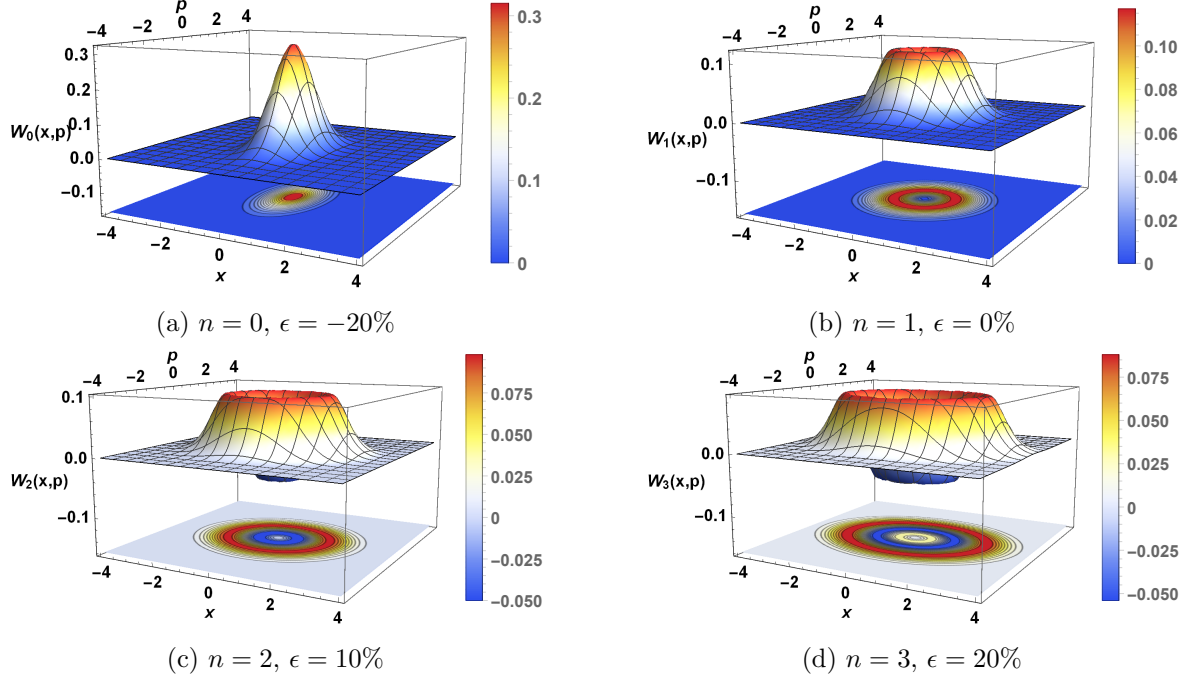 p
−4 −2 0 2 4
0.3
0.2
0.1
0.0
−0.1
W0(x,p)
−4 −2 0 2 4
x
0.3
0.2
0.1
0
(a) n = 0, ϵ = −20%
p
−4 −2 0 2 4
0.1
0.0
−0.1
W1(x,p)
−4 −2 0 2 4
x
0.10
0.08
0.06
0.04
0.02
0
(b) n = 1, ϵ = 0%
p
−4 −2 0 2 4
0.1
0.0
−0.1
W2(x,p)
−4 −2 0 2 4
x
0.075
0.050
0.025
0
−0.025
−0.050
(c) n = 2, ϵ = 10%
p
−4 −2 0 2 4
0.0
−0.1
W3(x,p)
−4 −2 0 2 4
x
0.075
0.050
0.025
0
−0.025
−0.050
(d) n = 3, ϵ = 20%